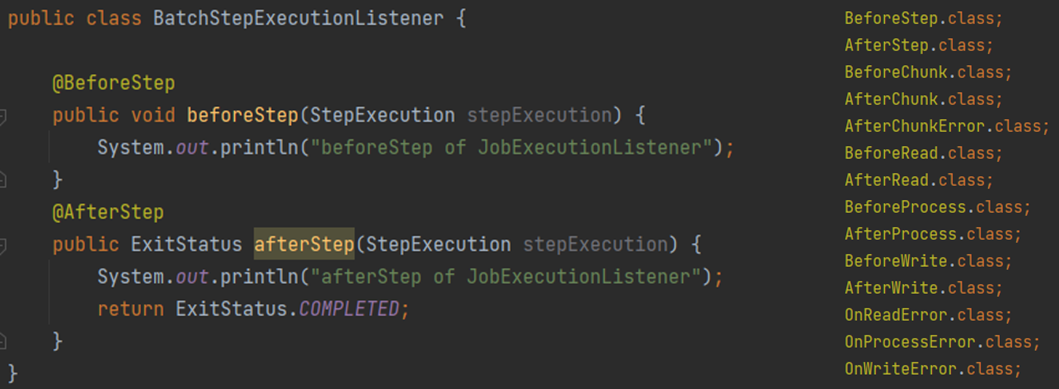 public class BatchStepExecutionListener {
@BeforeStep
public void beforeStep(StepExecution stepExecution) {
System.out.println("beforeStep of JobExecutionListener");
}
@AfterStep
public ExitStatus afterStep(StepExecution stepExecution) {
System.out.println("afterStep of JobExecutionListener");
return ExitStatus.COMPLETED;
}
}
BeforeStep.class;
AfterStep.class;
BeforeChunk.class;
AfterChunk.class;
AfterChunkError.class;
BeforeRead.class;
AfterRead.class;
BeforeProcess.class;
AfterProcess.class;
BeforeWrite.class;
AfterWrite.class;
OnReadError.class;
OnProcessError.class;
OnWriteError.class;